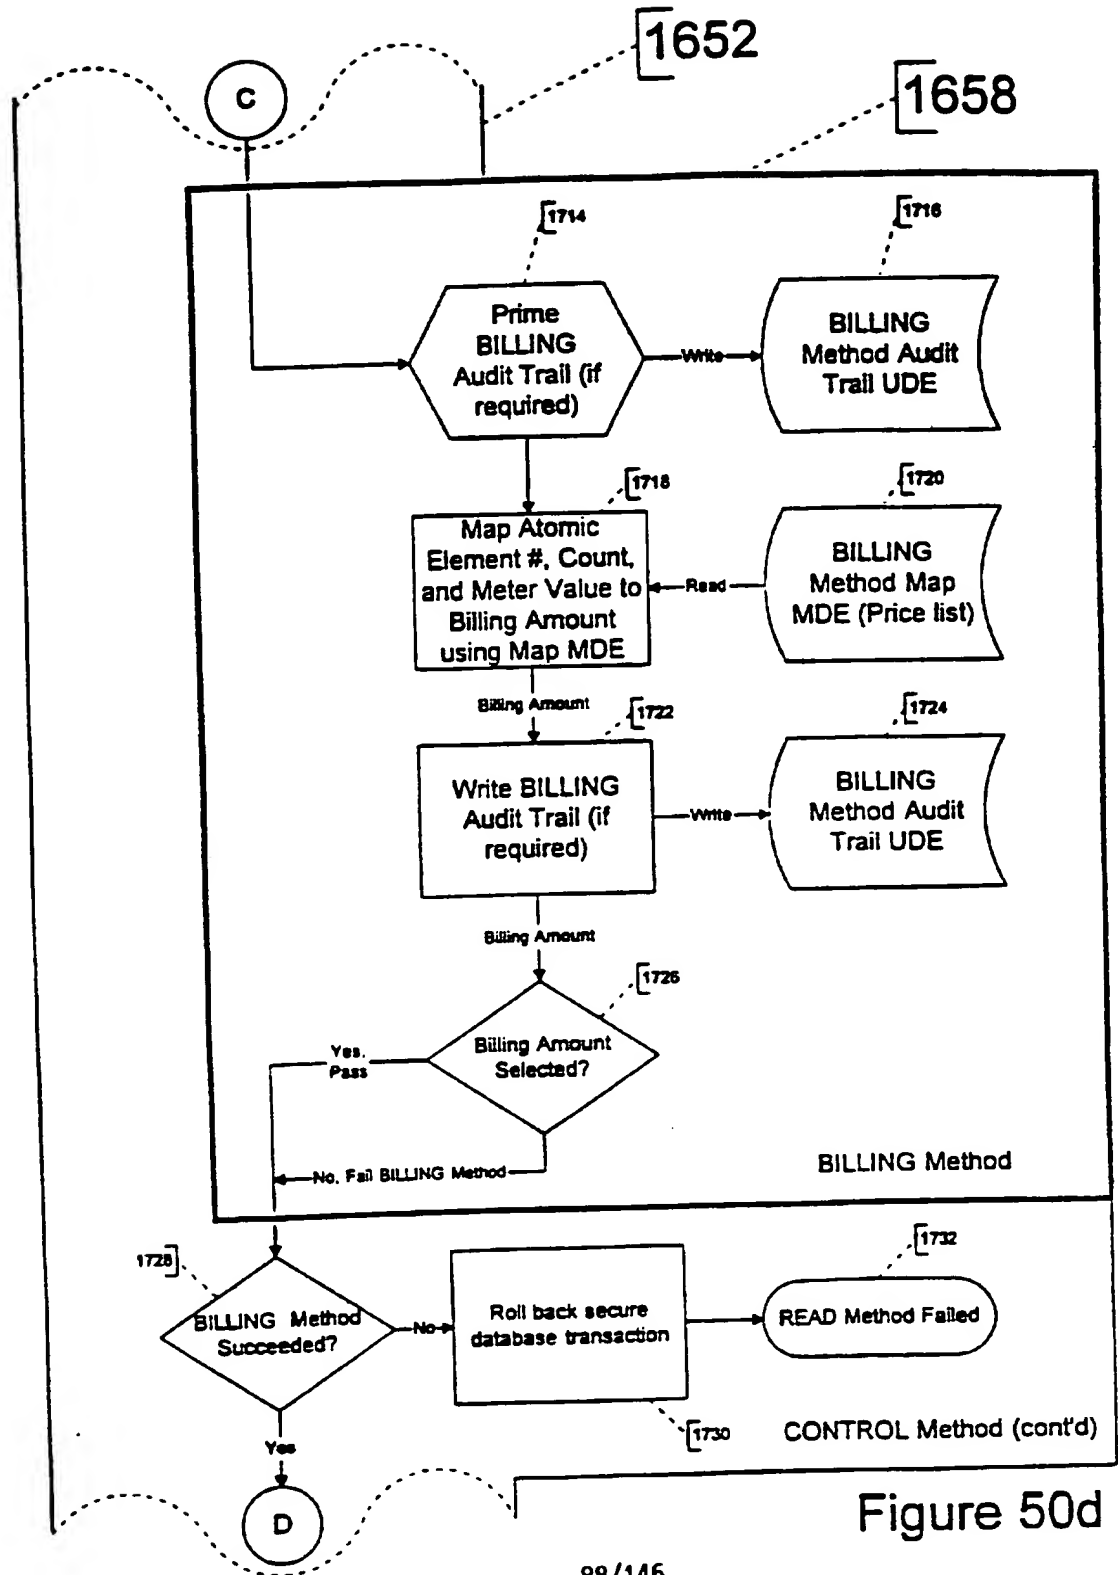 1652
C
1658
1714
1716
Prime
BILLING
Audit Trail (if
required)
Write
BILLING
Method Audit
Trail UDE
1718
1720
Map Atomic
Element #, Count,
and Meter Value to
Billing Amount
using Map MDE
Read
BILLING
Method Map
MDE (Price list)
Billing Amount
1722
1724
Write BILLING
Audit Trail (if
required)
Write
BILLING
Method Audit
Trail UDE
Billing Amount
1726
Billing Amount
Selected?
Yes,
Pass
No, Fail BILLING Method
BILLING Method
1728
1732
BILLING Method
Succeeded?
No
Roll back secure
database transaction
READ Method Failed
1730
CONTROL Method (cont'd)
Yes
D
Figure 50d
88/146